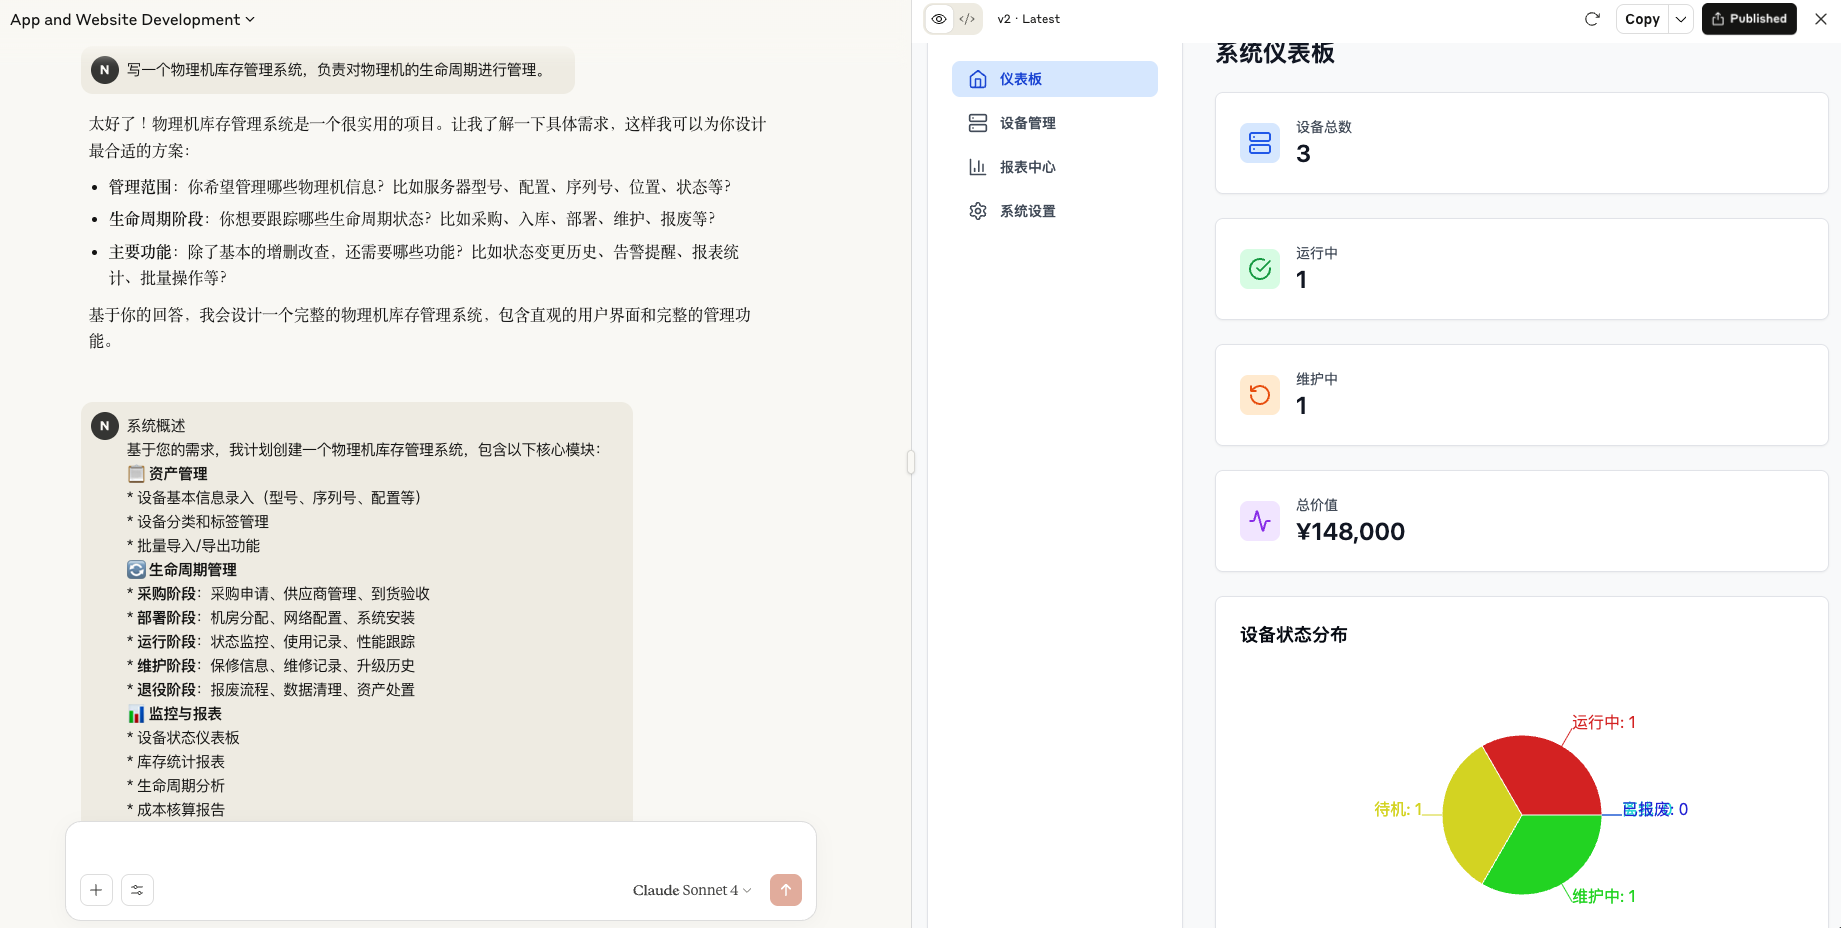 App and Website Development
N
写一个物理机库存管理系统，负责对物理机的生命周期进行管理。
太好了！物理机库存管理系统是一个很实用的项目。让我了解一下具体需求，这样我可以为你设计
最合适的方案：
• 管理范围：你希望管理哪些物理机信息？比如服务器型号、配置、序列号、位置、状态等？
• 生命周期阶段：你想要跟踪哪些生命周期状态？比如采购、入库、部署、维护、报废等？
• 主要功能：除了基本的增删改查，还需要哪些功能？比如状态变更历史、告警提醒、报表统
计、批量操作等？
基于你的回答，我会设计一个完整的物理机库存管理系统，包含直观的用户界面和完整的管理功
能。
N
系统概述
基于您的需求，我计划创建一个物理机库存管理系统，包含以下核心模块：
📋 资产管理
* 设备基本信息录入（型号、序列号、配置等）
* 设备分类和标签管理
* 批量导入/导出功能
🔄 生命周期管理
* 采购阶段：采购申请、供应商管理、到货验收
* 部署阶段：机房分配、网络配置、系统安装
* 运行阶段：状态监控、使用记录、性能跟踪
* 维护阶段：保修信息、维修记录、升级历史
* 退役阶段：报废流程、数据清理、资产处置
📊 监控与报表
* 设备状态仪表板
* 库存统计报表
* 生命周期分析
* 成本核算报告
Claude Sonnet 4
v2 · Latest
Copy
Published
仪表板
设备管理
报表中心
系统设置
系统仪表板
设备总数
3
运行中
1
维护中
1
总价值
¥148,000
设备状态分布
运行中: 1
待机: 1
已报废: 0
维护中: 1